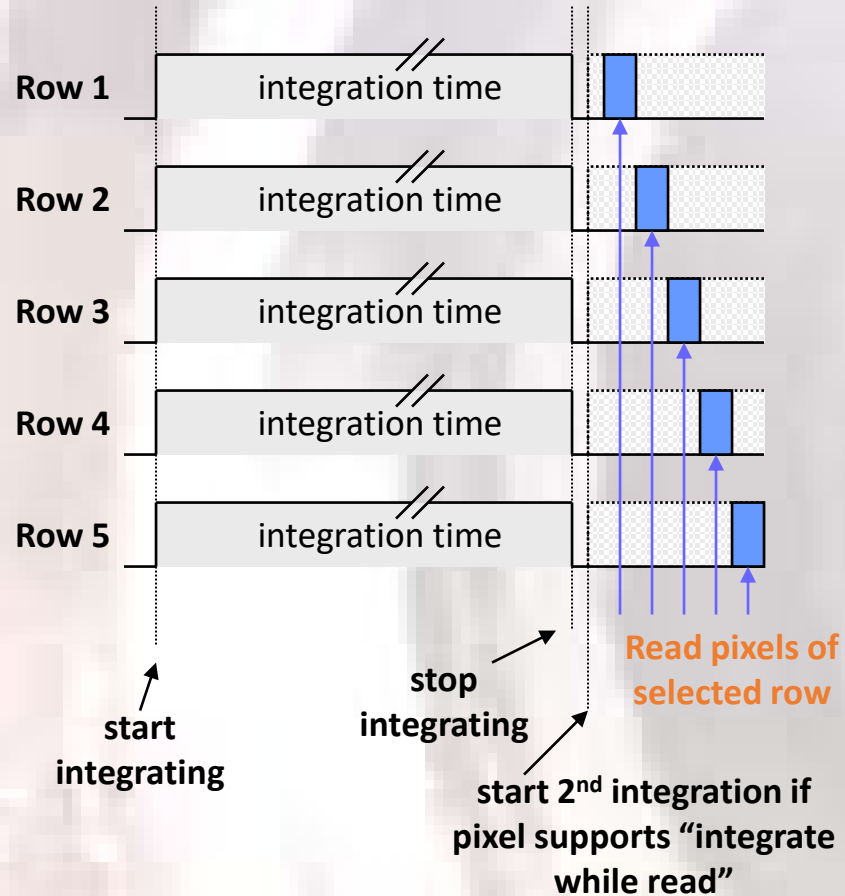 Row 1
integration time
Row 2
integration time
Row 3
integration time
Row 4
integration time
Row 5
integration time
start
integrating
stop
integrating
Read pixels of
selected row
start 2nd integration if
pixel supports “integrate
while read”